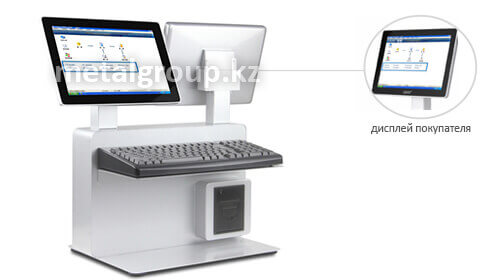 metalgroup.kz
дисплей покупателя